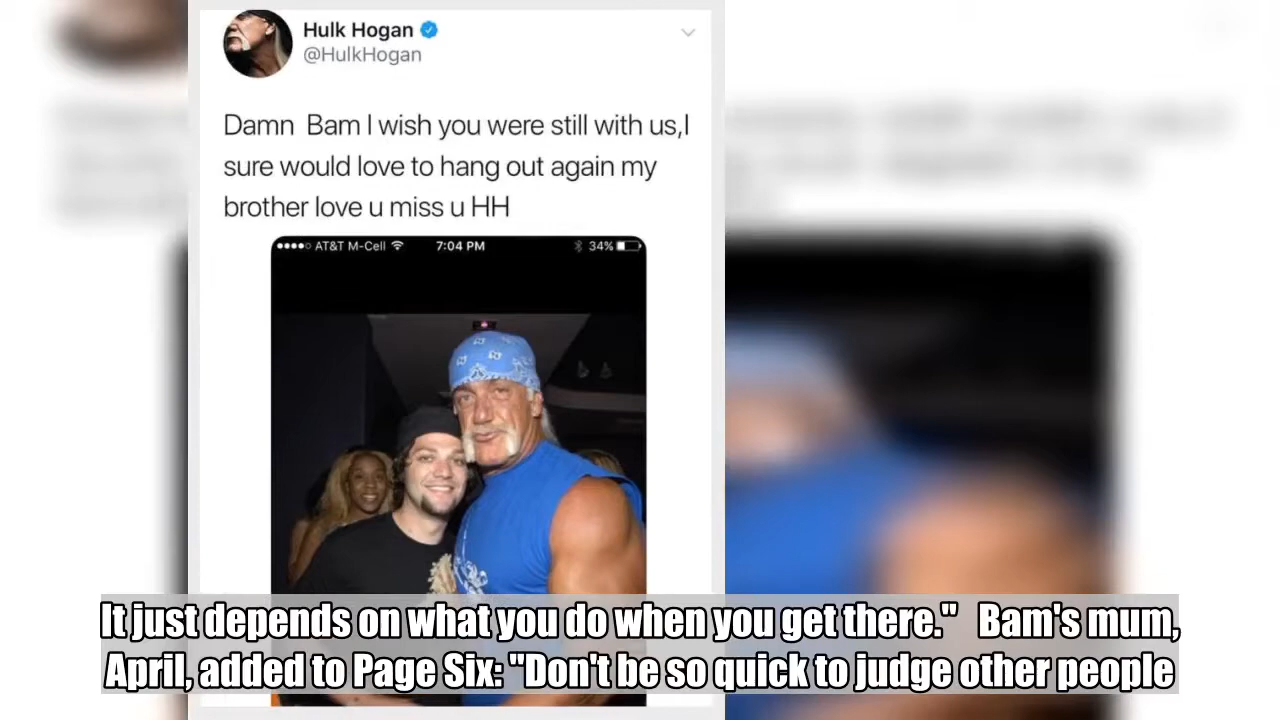 Hulk Hogan
@HulkHogan
Damn Bam I wish you were still with us,I
sure would love to hang out again my
brother love u miss u HH
AT&T M-Cell 7:04 PM 34%
It just depends on what you do when you get there." Bam's mum,
April, added to Page Six: "Don't be so quick to judge other people